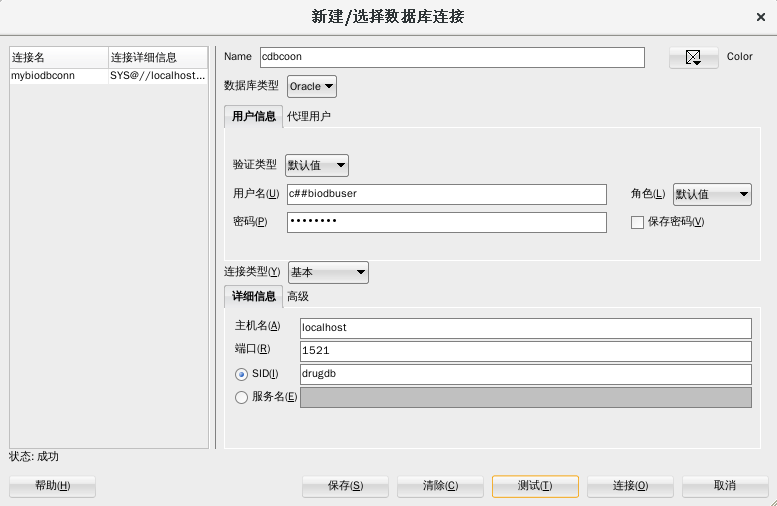 新建/选择数据库连接
连接名 连接详细信息
mybiodbconn SYS@//localhost...
Name cdbcoon Color
数据库类型 Oracle
用户信息 代理用户
验证类型 默认值
用户名(U) c##biodbuser 角色(L) 默认值
密码(P) •••••••• 保存密码(V)
连接类型(Y) 基本
详细信息 高级
主机名(A) localhost
端口(R) 1521
SID(I) drugdb
服务名(E)
状态: 成功
帮助(H) 保存(S) 清除(C) 测试(T) 连接(O) 取消